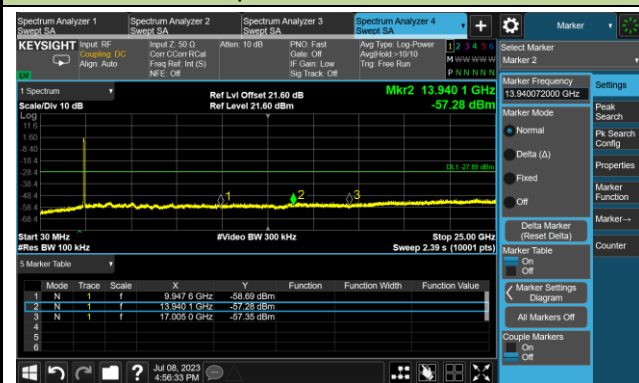 Spectrum Analyzer 1
Swept SA
Spectrum Analyzer 2
Swept SA
Spectrum Analyzer 3
Swept SA
Spectrum Analyzer 4
Swept SA
+
Marker
KEYSIGHT
Input: RF
Coupling: DC
Align: Auto
Input Z: 50 Ω
Corr CCorr RCal
Freq Ref: Int (S)
NFE: Off
Atten: 10 dB
PNO: Fast
Gate: Off
IF Gain: Low
Sig Track: Off
Avg Type: Log-Power
Avg|Hold:>10/10
Trig: Free Run
1 2 3 4 5 6
M W W W W W
P N N N N N
LVI
Select Marker
Marker 2
1 Spectrum
Scale/Div 10 dB
Log
Ref Lvl Offset 21.60 dB
Ref Level 21.60 dBm
Mkr2 13.940 1 GHz
-57.28 dBm
11.6
1.60
-8.40
-18.4
-28.4
-38.4
-48.4
-58.4
-68.4
DL1 -27.89 dBm
1
2
3
Start 30 MHz
#Res BW 100 kHz
#Video BW 300 kHz
Stop 25.00 GHz
Sweep 2.39 s (10001 pts)
5 Marker Table
Mode Trace Scale X Y Function Function Width Function Value
1 N 1 f 9.947 6 GHz -58.69 dBm
2 N 1 f 13.940 1 GHz -57.28 dBm
3 N 1 f 17.005 0 GHz -57.35 dBm
4
5
6
Marker Frequency
13.940072000 GHz
Marker Mode
Normal
Delta (Δ)
Fixed
Off
Delta Marker
(Reset Delta)
Marker Table
On
Off
Marker Settings
Diagram
All Markers Off
Couple Markers
On
Off
Settings
Peak
Search
Pk Search
Config
Properties
Marker
Function
Marker→
Counter
?
Jul 08, 2023
4:56:33 PM